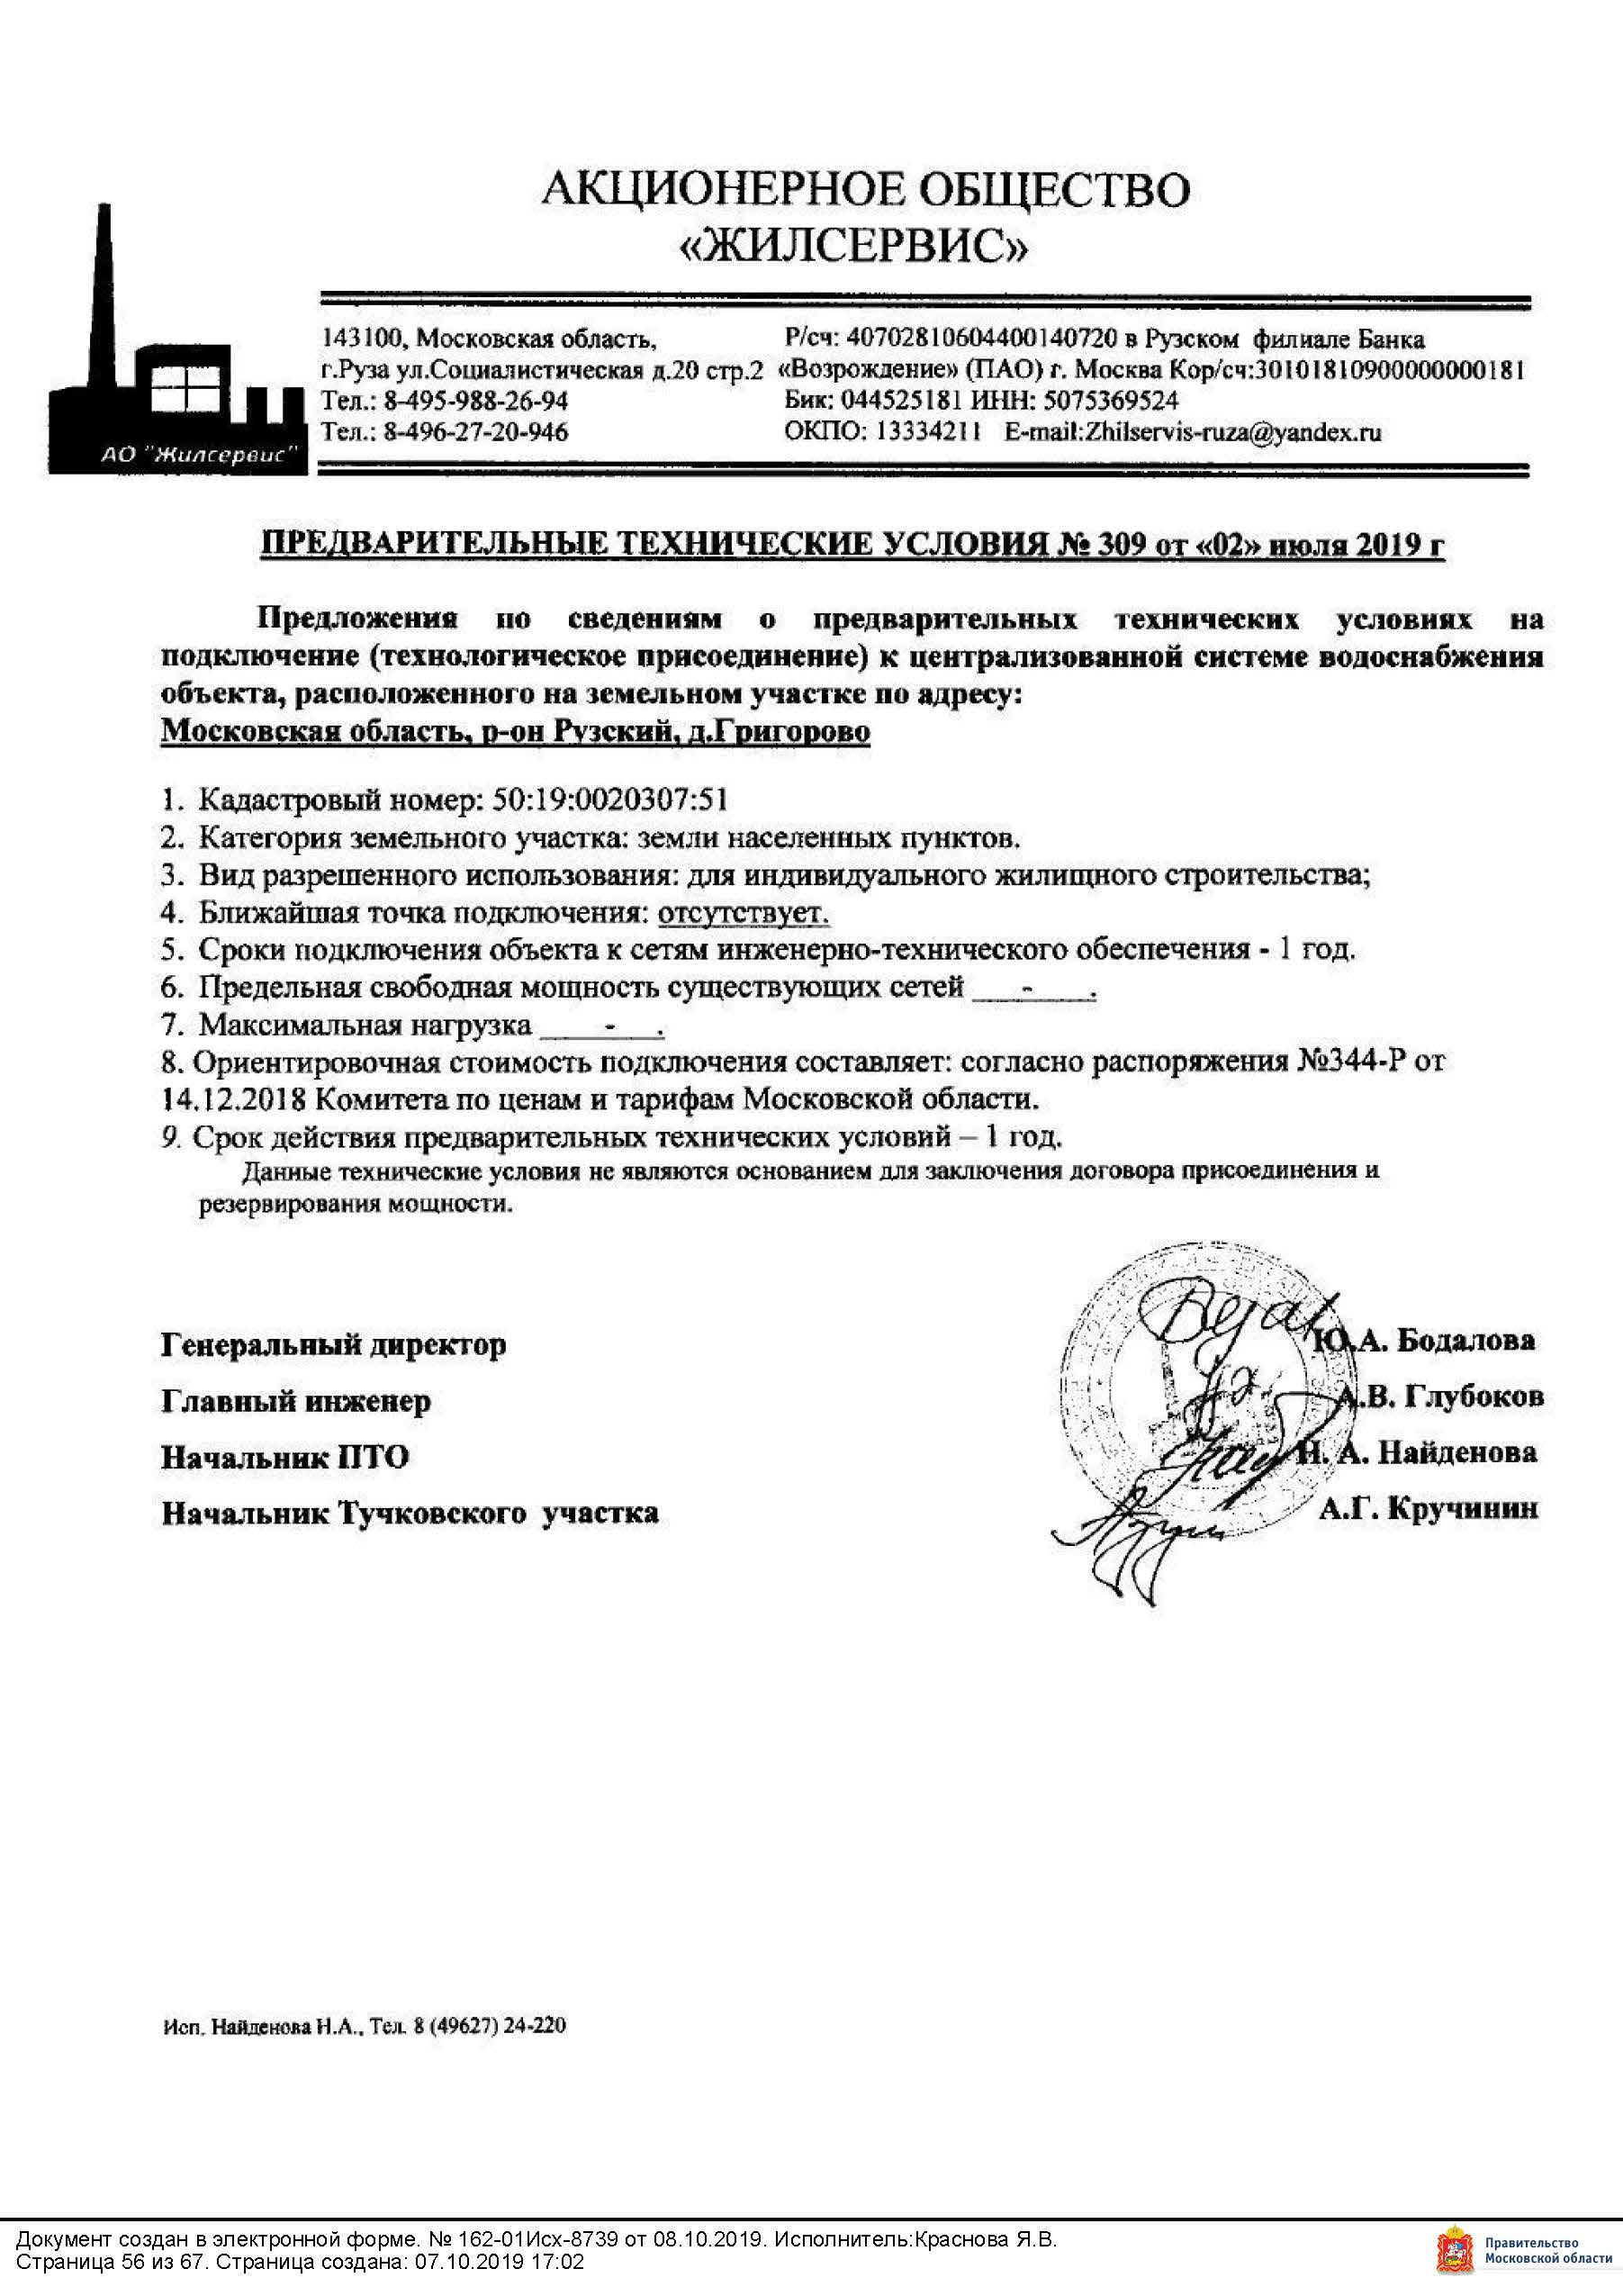 АКЦИОНЕРНОЕ ОБЩЕСТВО
«ЖИЛСЕРВИС»
АО "Жилсервис"
143100, Московская область,
г.Руза ул.Социалистическая д.20 стр.2
Тел.: 8-495-988-26-94
Тел.: 8-496-27-20-946
Р/сч: 40702810604400140720 в Рузском филиале Банка
«Возрождение» (ПАО) г. Москва Кор/сч:30101810900000000181
Бик: 044525181 ИНН: 5075369524
ОКПО: 13334211 E-mail:Zhilservis-ruza@yandex.ru
ПРЕДВАРИТЕЛЬНЫЕ ТЕХНИЧЕСКИЕ УСЛОВИЯ № 309 от «02» июля 2019 г
Предложения по сведениям о предварительных технических условиях на
подключение (технологическое присоединение) к централизованной системе водоснабжения
объекта, расположенного на земельном участке по адресу:
Московская область, р-он Рузский, д.Григорово
1. Кадастровый номер: 50:19:0020307:51
2. Категория земельного участка: земли населенных пунктов.
3. Вид разрешенного использования: для индивидуального жилищного строительства;
4. Ближайшая точка подключения: отсутствует.
5. Сроки подключения объекта к сетям инженерно-технического обеспечения - 1 год.
6. Предельная свободная мощность существующих сетей ___-____.
7. Максимальная нагрузка ____-___.
8. Ориентировочная стоимость подключения составляет: согласно распоряжения №344-Р от
14.12.2018 Комитета по ценам и тарифам Московской области.
9. Срок действия предварительных технических условий – 1 год.
Данные технические условия не являются основанием для заключения договора присоединения и
резервирования мощности.
Генеральный директор Ю.А. Бодалова
Главный инженер А.В. Глубоков
Начальник ПТО Н. А. Найденова
Начальник Тучковского участка А.Г. Кручинин
Исп. Найденова Н.А., Тел. 8 (49627) 24-220
Документ создан в электронной форме. № 162-01Исх-8739 от 08.10.2019. Исполнитель:Краснова Я.В.
Страница 56 из 67. Страница создана: 07.10.2019 17:02
Правительство
Московской области